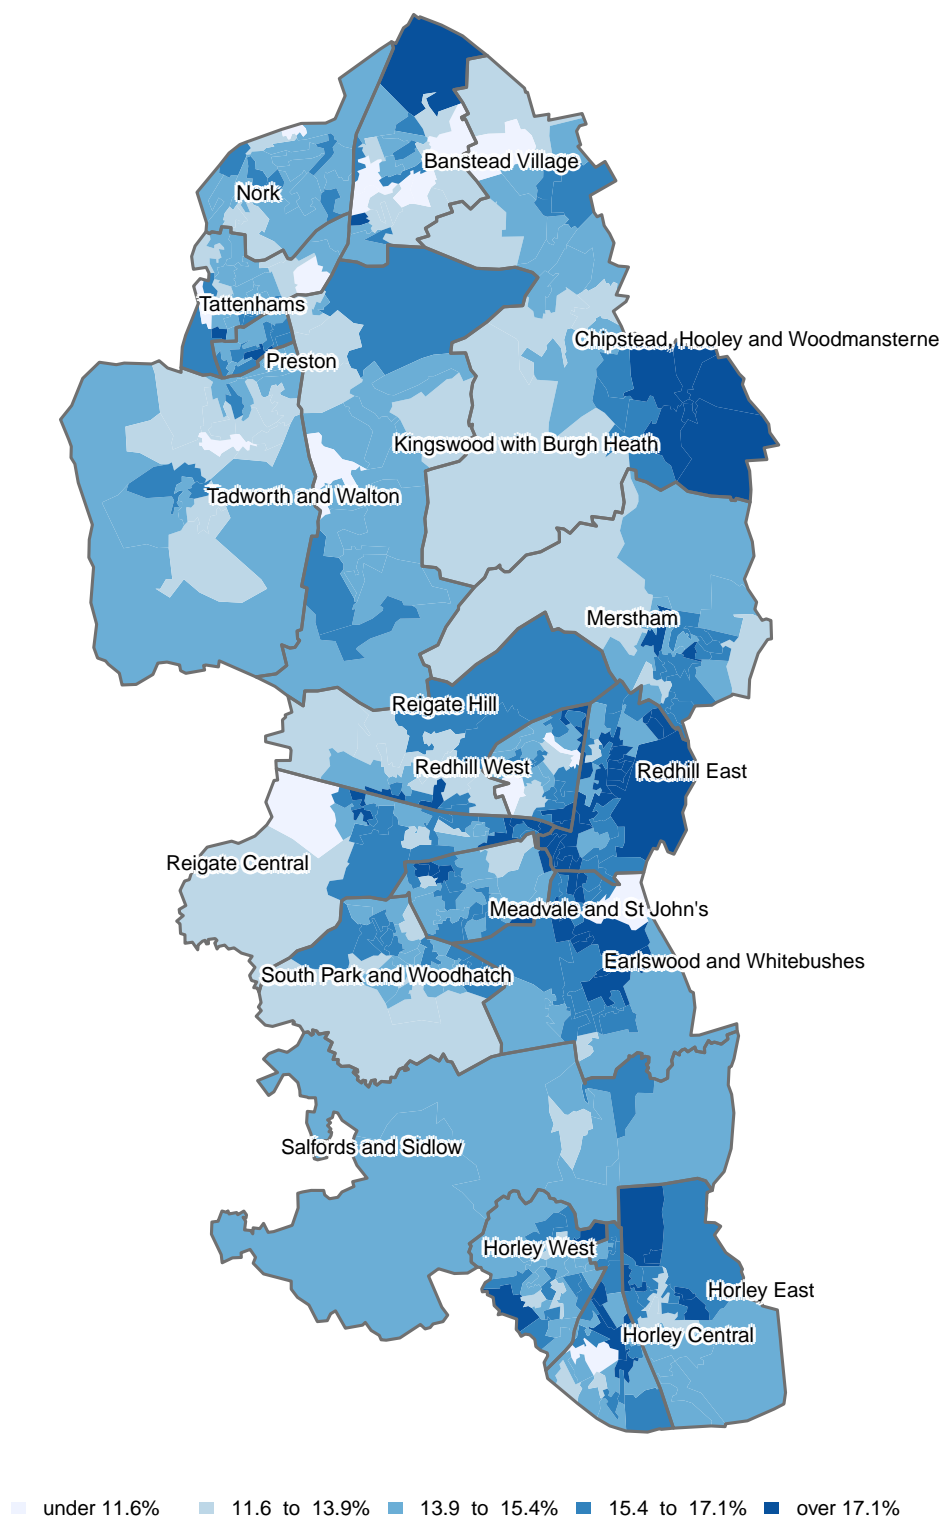 Banstead Village
Nork
Tattenhams
Chipstead, Hooley and Woodmansterne
Preston
Kingswood with Burgh Heath
Tadworth and Walton
Merstham
Reigate Hill
Redhill West
Redhill East
Reigate Central
Meadvale and St John's
Earlswood and Whitebushes
South Park and Woodhatch
Salfords and Sidlow
Horley West
Horley East
Horley Central
under 11.6% 11.6 to 13.9% 13.9 to 15.4% 15.4 to 17.1% over 17.1%